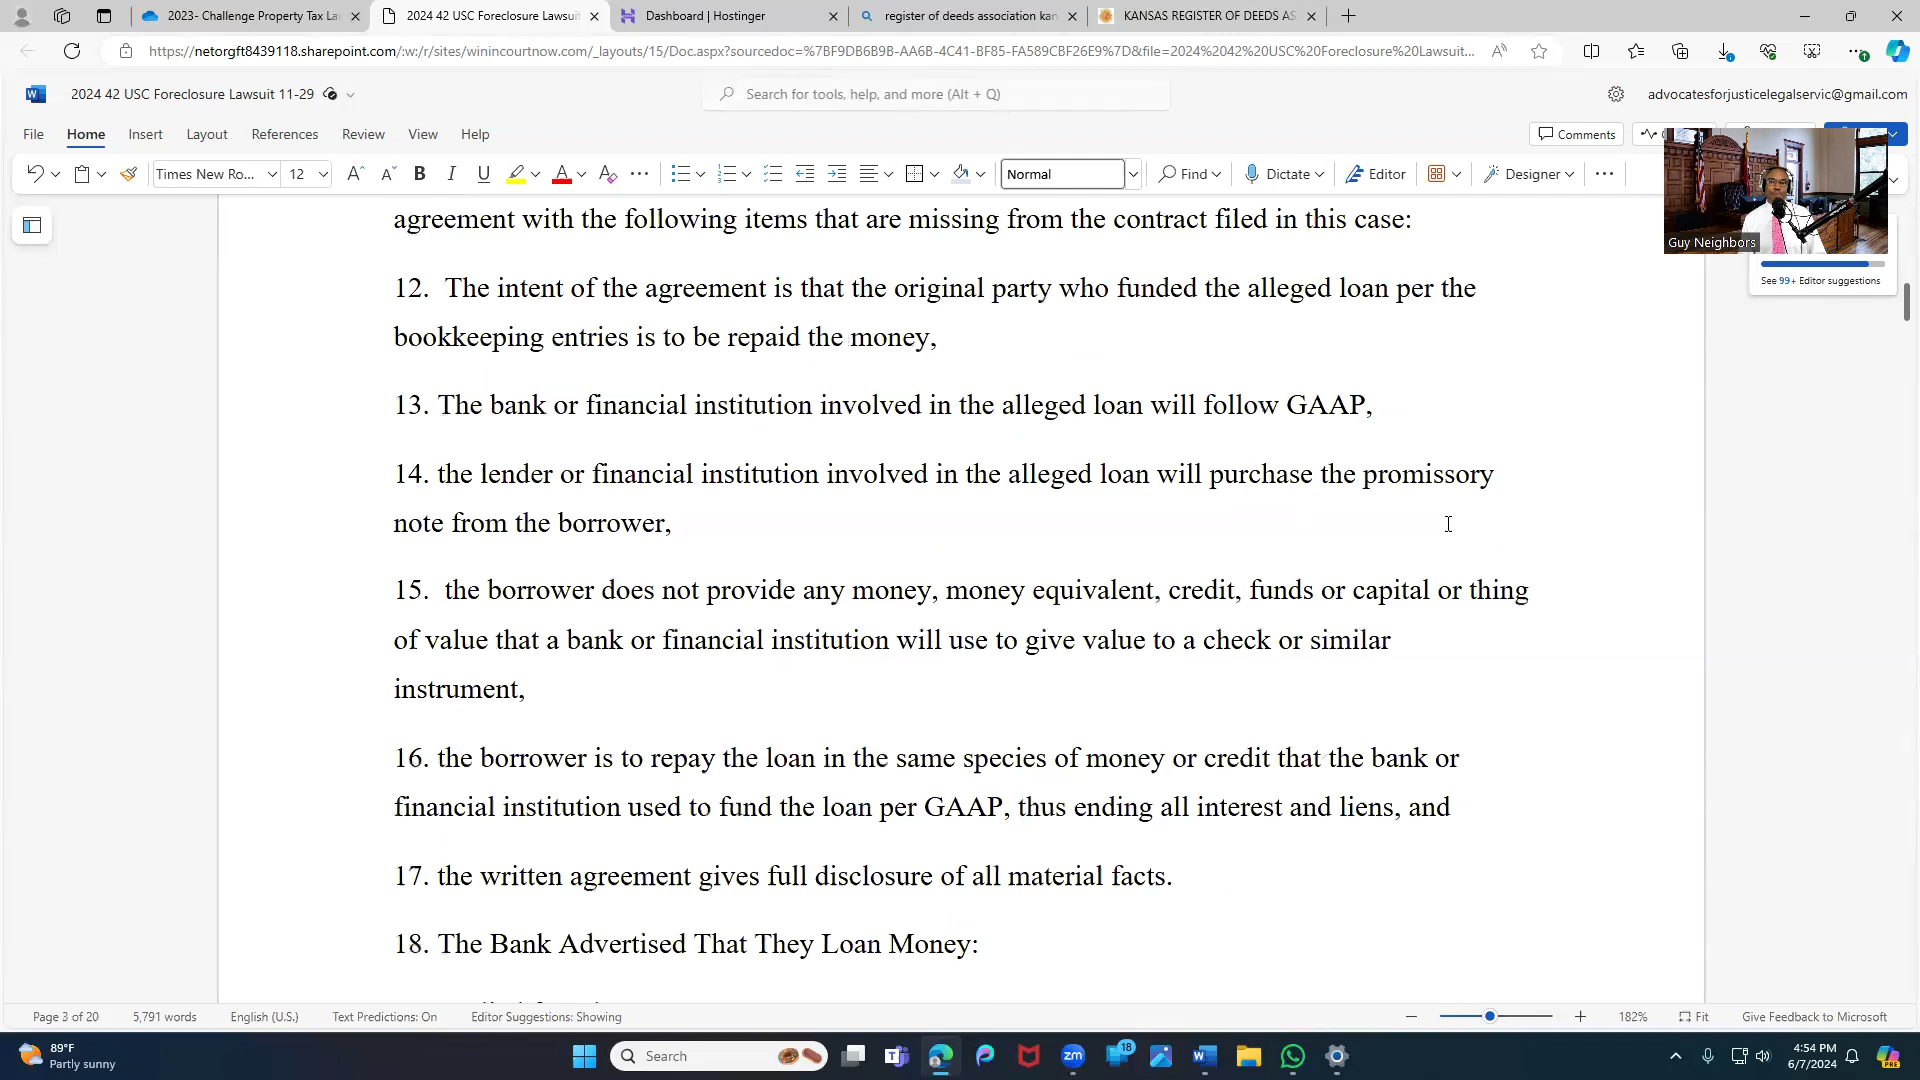 2023- Challenge Property Tax La
2024 42 USC Foreclosure Lawsuit
Dashboard | Hostinger
register of deeds association kan
KANSAS REGISTER OF DEEDS AS
https://netorgft8439118.sharepoint.com/:w:/r/sites/winincourtnow.com/_layouts/15/Doc.aspx?sourcedoc=%7BF9DB6B9B-AA6B-4C41-BF85-FA589CBF26E9%7D&file=2024%2042%20USC%20Foreclosure%20Lawsuit...
2024 42 USC Foreclosure Lawsuit 11-29
Search for tools, help, and more (Alt + Q)
advocatesforjusticelegalservic@gmail.com
File Home Insert Layout References Review View Help
Comments
Times New Ro... 12 B I U A Normal Find Dictate Editor Designer
Guy Neighbors
See 99+ Editor suggestions
agreement with the following items that are missing from the contract filed in this case:
12. The intent of the agreement is that the original party who funded the alleged loan per the
bookkeeping entries is to be repaid the money,
13. The bank or financial institution involved in the alleged loan will follow GAAP,
14. the lender or financial institution involved in the alleged loan will purchase the promissory
note from the borrower,
15. the borrower does not provide any money, money equivalent, credit, funds or capital or thing
of value that a bank or financial institution will use to give value to a check or similar
instrument,
16. the borrower is to repay the loan in the same species of money or credit that the bank or
financial institution used to fund the loan per GAAP, thus ending all interest and liens, and
17. the written agreement gives full disclosure of all material facts.
18. The Bank Advertised That They Loan Money:
Page 3 of 20
5,791 words
English (U.S.)
Text Predictions: On
Editor Suggestions: Showing
182%
Fit
Give Feedback to Microsoft
89°F
Partly sunny
Search
18
4:54 PM
6/7/2024